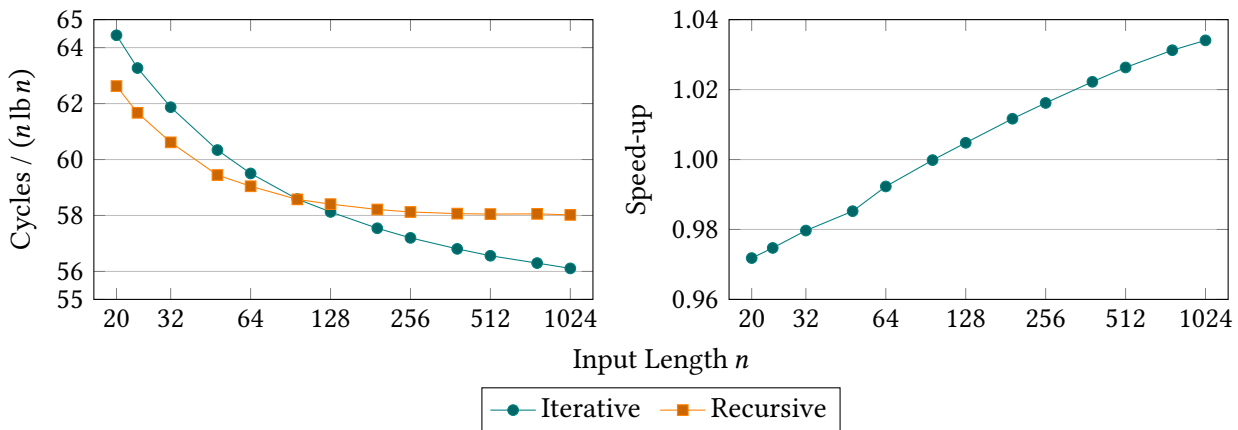 Cycles / (n lb n)
65
64
62
60
58
56
55
20 32 64 128 256 512 1024
Speed-up
1.04
1.02
1.00
0.98
0.96
20 32 64 128 256 512 1024
Input Length n
Iterative Recursive